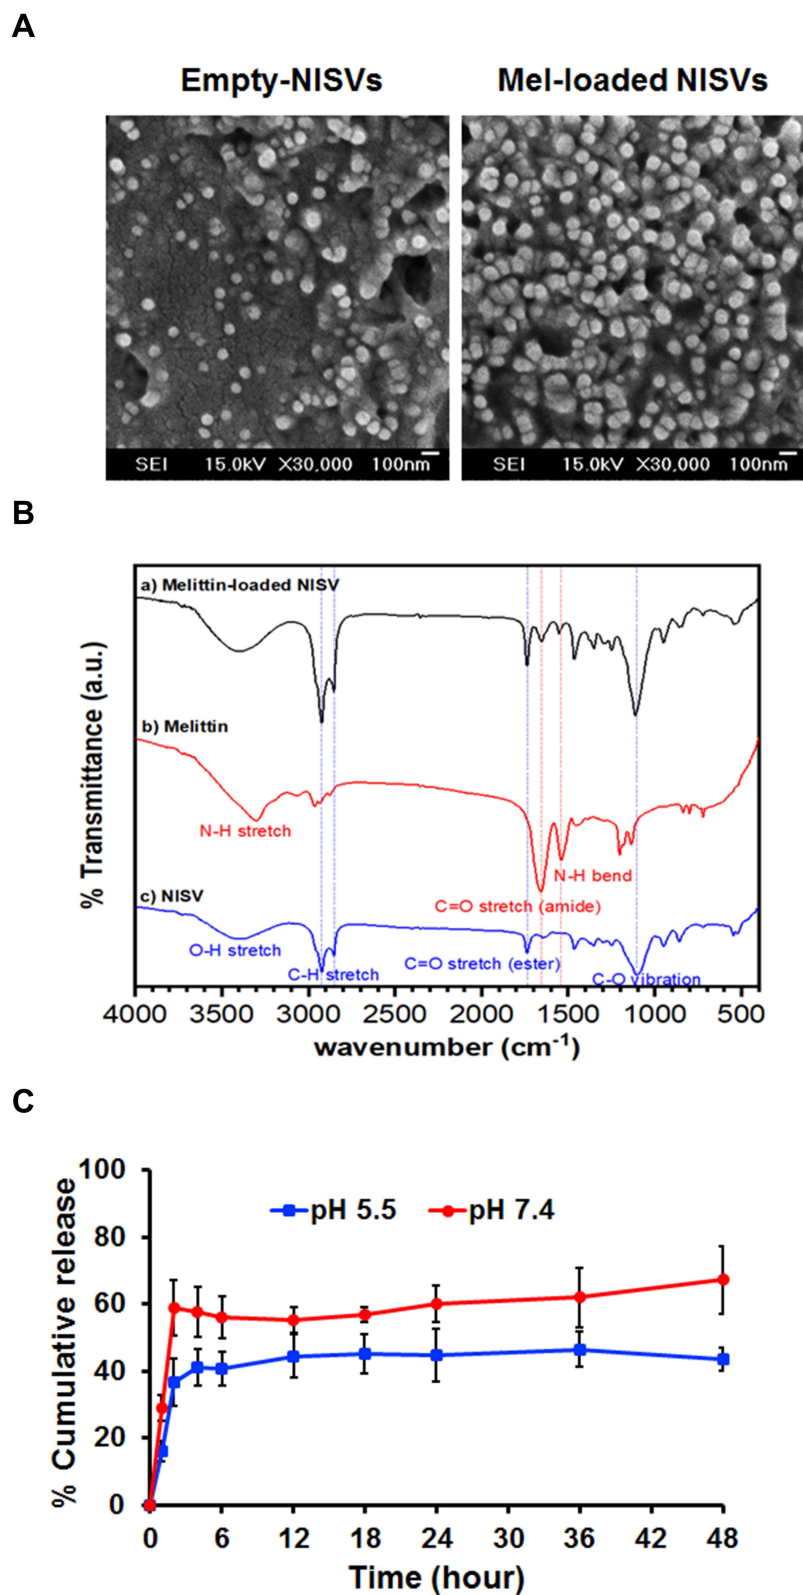 A
Empty-NISVs Mel-loaded NISVs
SEI 15.0kV X30,000 100nm SEI 15.0kV X30,000 100nm
B
a) Melittin-loaded NISV
b) Melittin
N-H stretch
N-H bend
C=O stretch (amide)
c) NISV
O-H stretch
C-H stretch
C=O stretch (ester)
C-O vibration
% Transmittance (a.u.)
4000 3500 3000 2500 2000 1500 1000 500
wavenumber (cm-1)
C
100
80
60
40
20
0
pH 5.5 pH 7.4
% Cumulative release
0 6 12 18 24 30 36 42 48
Time (hour)